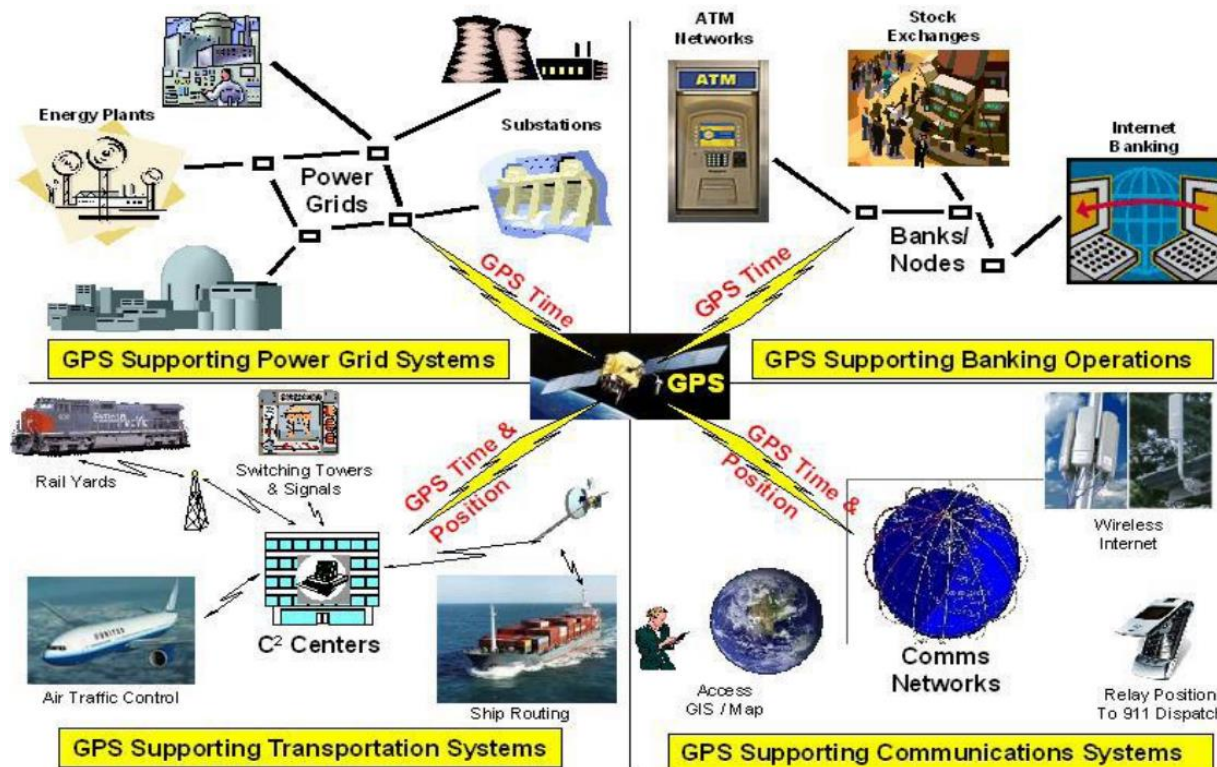 Energy Plants
Substations
Power
Grids
GPS Time
GPS Supporting Power Grid Systems
ATM
Networks
ATM
Stock
Exchanges
Internet
Banking
Banks/
Nodes
GPS Time
GPS Supporting Banking Operations
GPS
Rail Yards
Switching Towers
& Signals
GPS Time &
Position
C² Centers
Air Traffic Control
Ship Routing
GPS Supporting Transportation Systems
GPS Time &
Position
Wireless
Internet
Access
GIS / Map
Comms
Networks
Relay Position
To 911 Dispatch
GPS Supporting Communications Systems